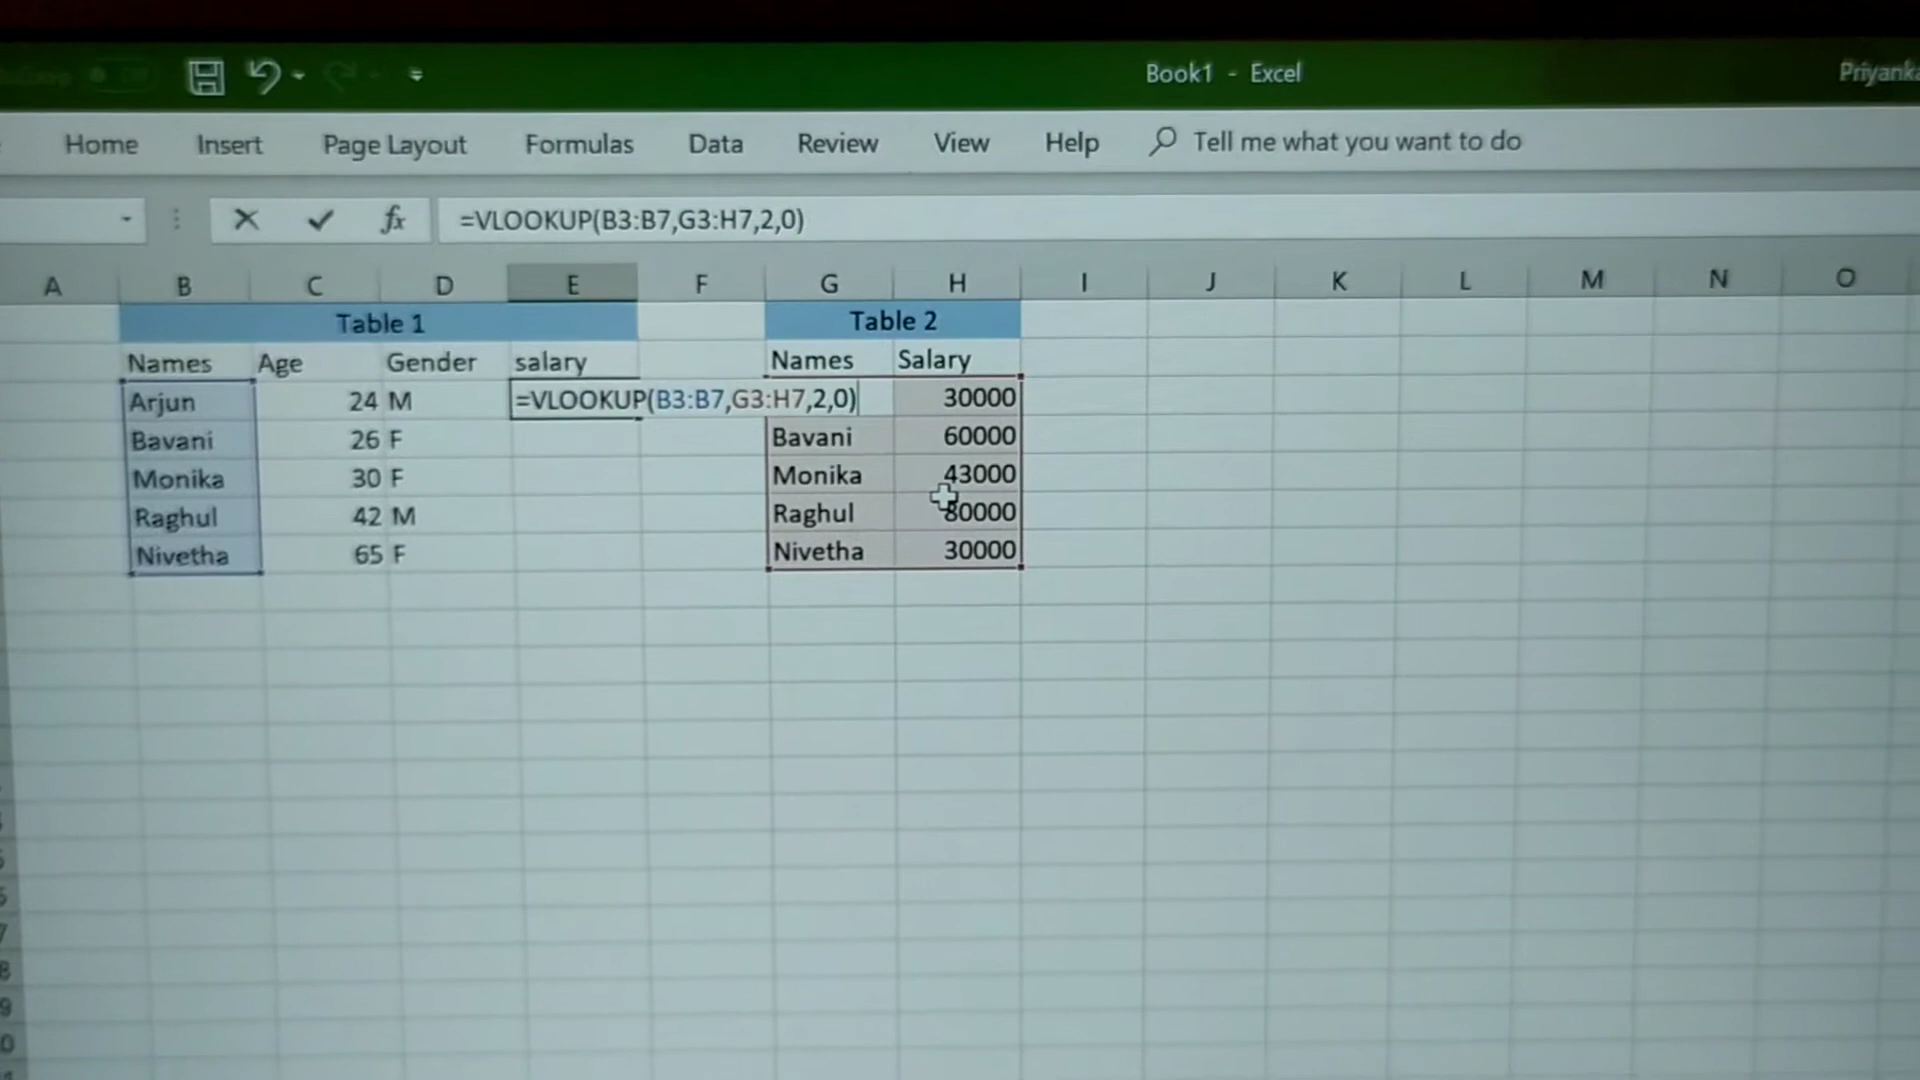 Book1 - Excel
Priyanka
Home Insert Page Layout Formulas Data Review View Help Tell me what you want to do
fx =VLOOKUP(B3:B7,G3:H7,2,0)
A B C D E F G H I J K L M N O
Table 1 Table 2
Names Age Gender salary Names Salary
Arjun 24 M =VLOOKUP(B3:B7,G3:H7,2,0) 30000
Bavani 26 F Bavani 60000
Monika 30 F Monika 43000
Raghul 42 M Raghul 80000
Nivetha 65 F Nivetha 30000